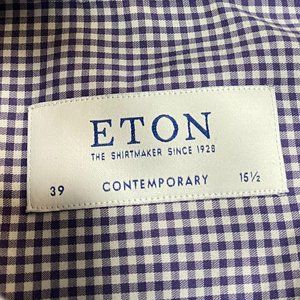 ETON
THE SHIRTMAKER SINCE 1928
39 CONTEMPORARY 15½